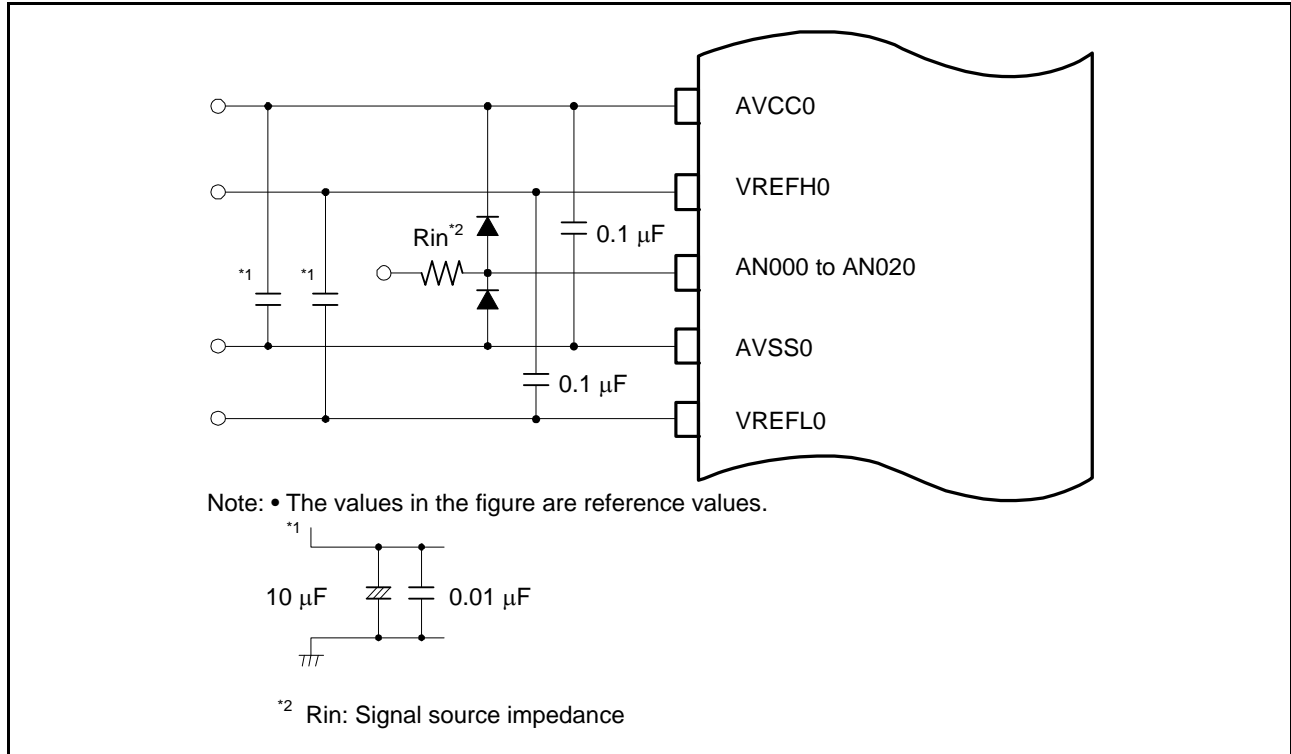 AVCC0
VREFH0
Rin*2
0.1 μF
*1 *1
AN000 to AN020
AVSS0
0.1 μF
VREFL0
Note: • The values in the figure are reference values.
*1
10 μF 0.01 μF
*2 Rin: Signal source impedance